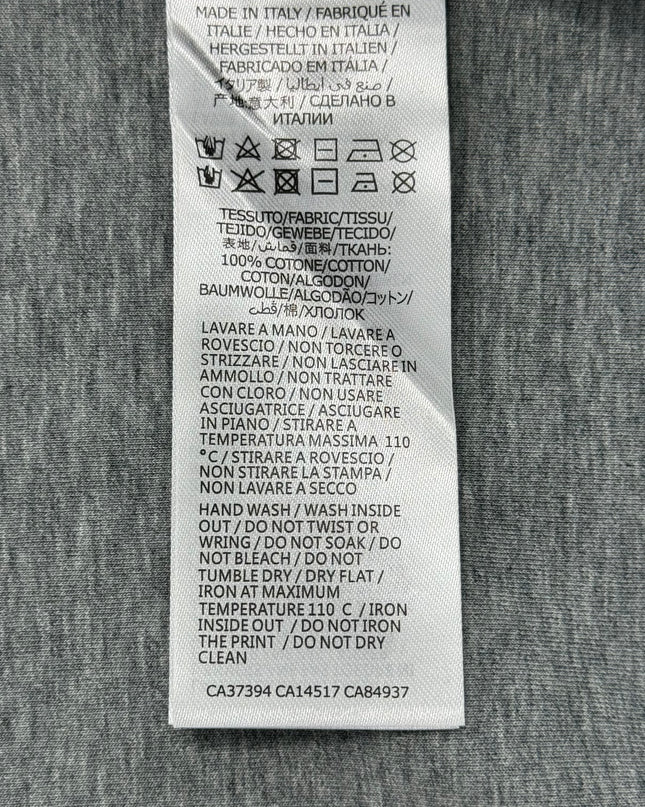 MADE IN ITALY / FABRIQUÉ EN
ITALIE / HECHO EN ITALIA /
HERGESTELLT IN ITALIEN /
FABRICADO EM ITÁLIA /
イタリア製 / صنع في ايطاليا /
产地:意大利 / СДЕЛАНО В
ИТАЛИИ
TESSUTO/FABRIC/TISSU/
TEJIDO/GEWEBE/TECIDO/
表地/قماش/面料/ТКАНЬ:
100% COTONE/COTTON/
COTON/ALGODON/
BAUMWOLLE/ALGODÃO/コットン/
قطن/棉/ХЛОПОК
LAVARE A MANO / LAVARE A
ROVESCIO / NON TORCERE O
STRIZZARE / NON LASCIARE IN
AMMOLLO / NON TRATTARE
CON CLORO / NON USARE
ASCIUGATRICE / ASCIUGARE
IN PIANO / STIRARE A
TEMPERATURA MASSIMA 110
°C / STIRARE A ROVESCIO /
NON STIRARE LA STAMPA /
NON LAVARE A SECCO
HAND WASH / WASH INSIDE
OUT / DO NOT TWIST OR
WRING / DO NOT SOAK / DO
NOT BLEACH / DO NOT
TUMBLE DRY / DRY FLAT /
IRON AT MAXIMUM
TEMPERATURE 110 C / IRON
INSIDE OUT / DO NOT IRON
THE PRINT / DO NOT DRY
CLEAN
CA37394 CA14517 CA84937